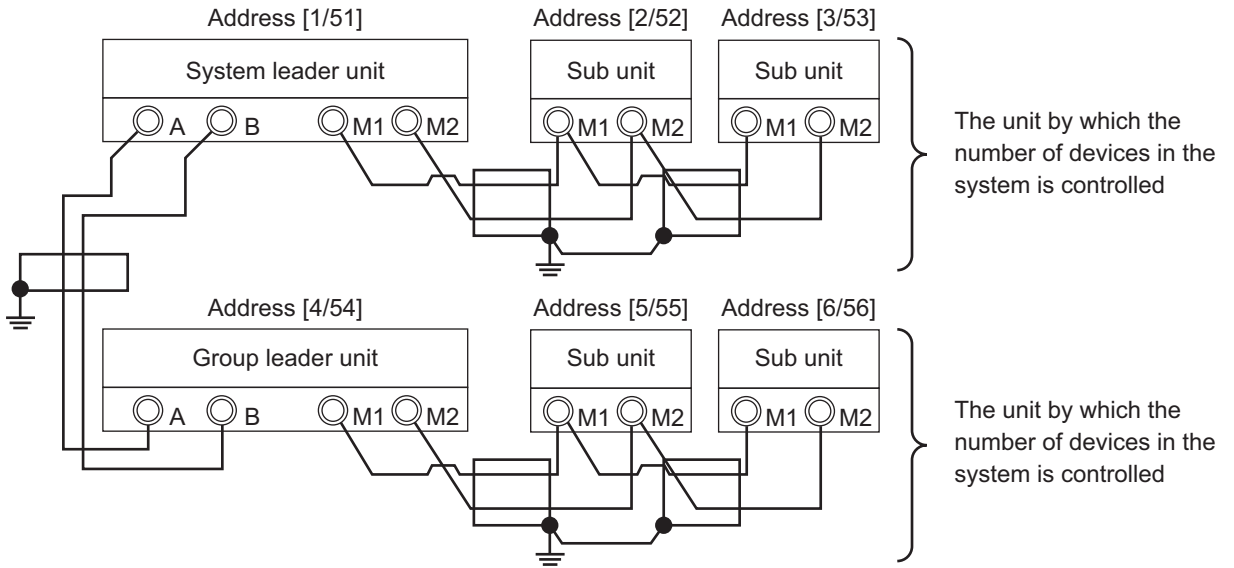 Address [1/51]
Address [2/52]
Address [3/53]
System leader unit
Sub unit
Sub unit
A
B
M1
M2
M1
M2
M1
M2
The unit by which the
number of devices in the
system is controlled
Address [4/54]
Address [5/55]
Address [6/56]
Group leader unit
Sub unit
Sub unit
A
B
M1
M2
M1
M2
M1
M2
The unit by which the
number of devices in the
system is controlled